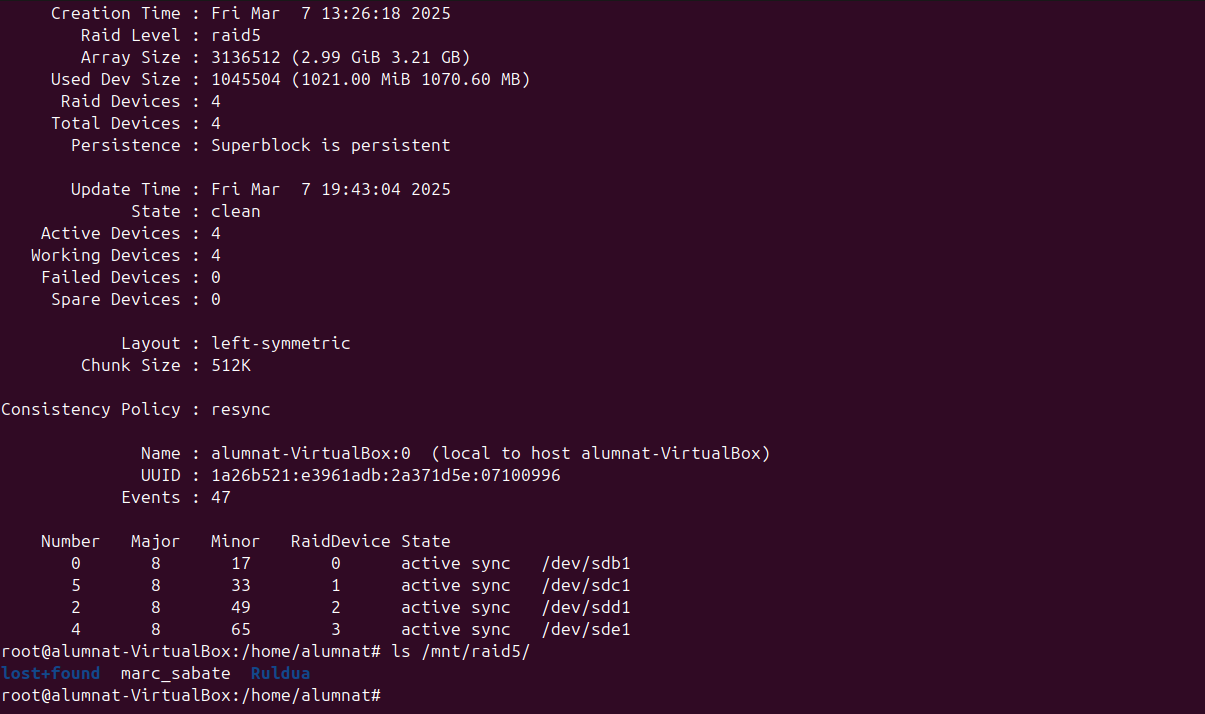 Creation Time : Fri Mar  7 13:26:18 2025
Raid Level : raid5
Array Size : 3136512 (2.99 GiB 3.21 GB)
Used Dev Size : 1045504 (1021.00 MiB 1070.60 MB)
Raid Devices : 4
Total Devices : 4
Persistence : Superblock is persistent
Update Time : Fri Mar  7 19:43:04 2025
State : clean
Active Devices : 4
Working Devices : 4
Failed Devices : 0
Spare Devices : 0
Layout : left-symmetric
Chunk Size : 512K
Consistency Policy : resync
Name : alumnat-VirtualBox:0  (local to host alumnat-VirtualBox)
UUID : 1a26b521:e3961adb:2a371d5e:07100996
Events : 47
Number   Major   Minor   RaidDevice State
0       8       17        0      active sync   /dev/sdb1
5       8       33        1      active sync   /dev/sdc1
2       8       49        2      active sync   /dev/sdd1
4       8       65        3      active sync   /dev/sde1
root@alumnat-VirtualBox:/home/alumnat# ls /mnt/raid5/
lost+found  marc_sabate  Ruldua
root@alumnat-VirtualBox:/home/alumnat#